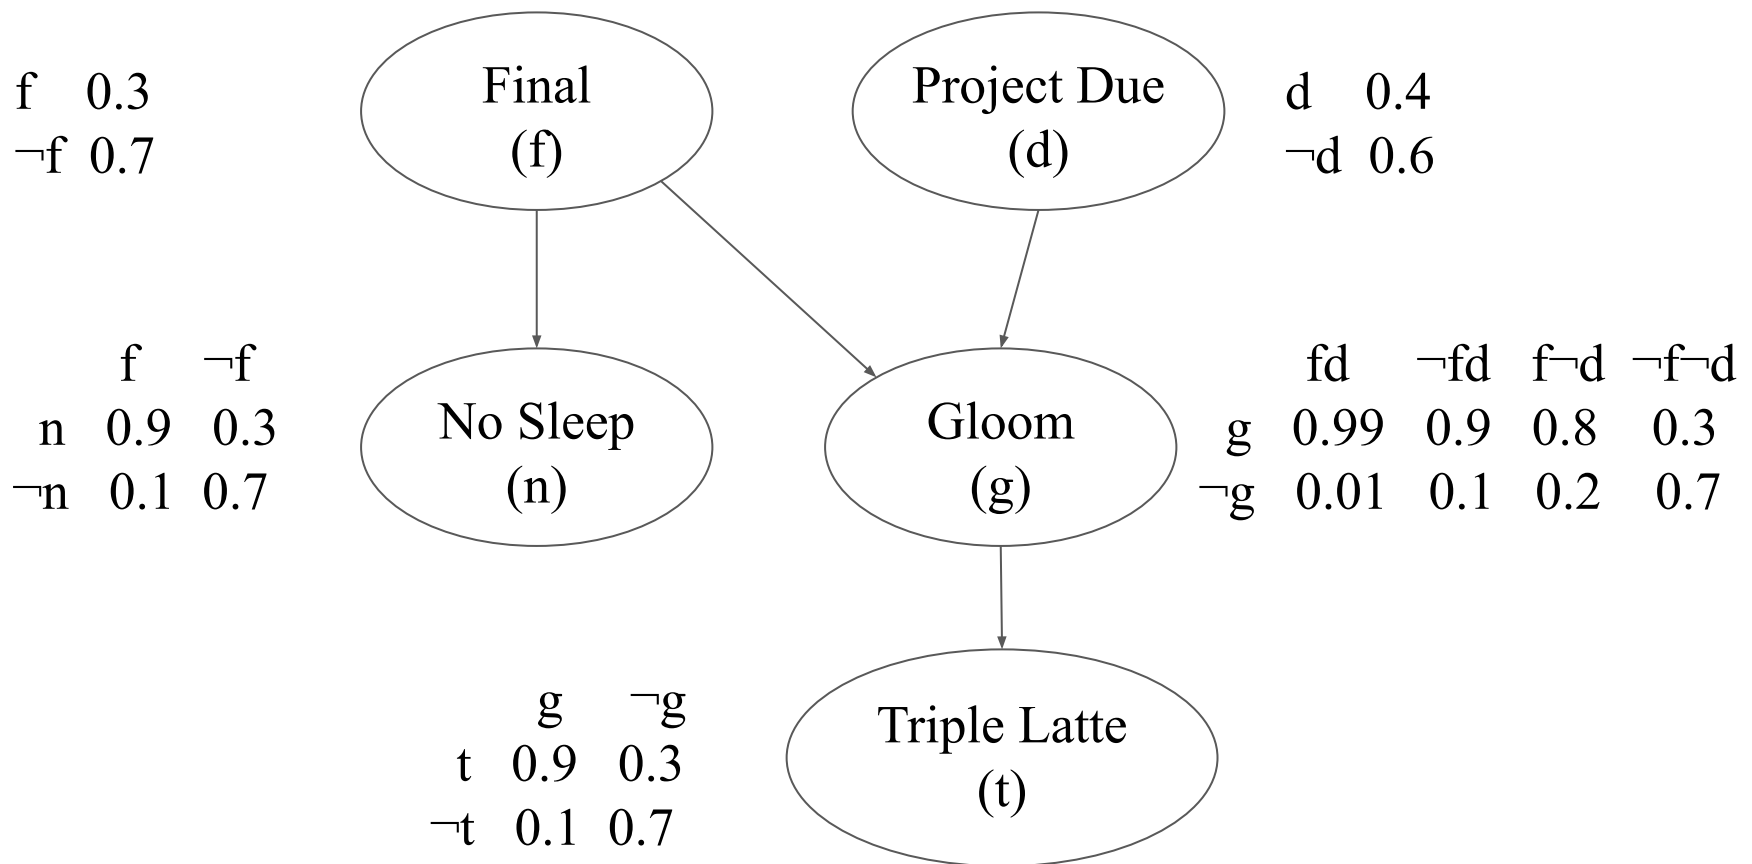 Final
(f)
Project Due
(d)
f 0.3
¬f 0.7
d 0.4
¬d 0.6
f ¬f
n 0.9 0.3
¬n 0.1 0.7
No Sleep
(n)
Gloom
(g)
fd ¬fd f¬d ¬f¬d
g 0.99 0.9 0.8 0.3
¬g 0.01 0.1 0.2 0.7
g ¬g
t 0.9 0.3
¬t 0.1 0.7
Triple Latte
(t)